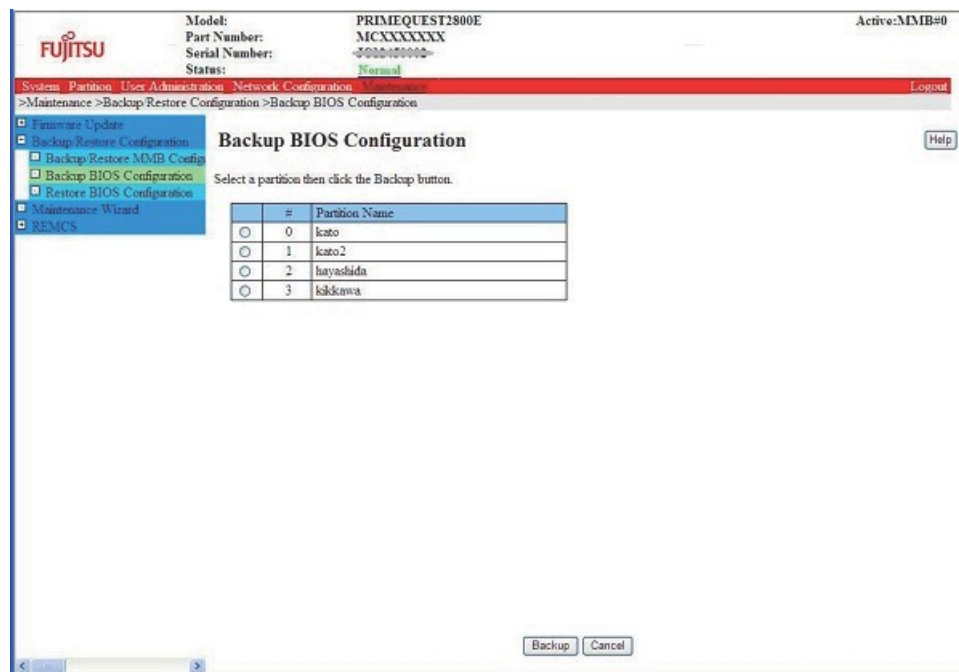 FUJITSU
Model: PRIMEQUEST2800E
Part Number: MCXXXXXXX
Serial Number:
Status: Normal
Active:MMB#0
System Partition User Administration Network Configuration Maintenance Logout
>Maintenance >Backup/Restore Configuration >Backup BIOS Configuration
Firmware Update
Backup/Restore Configuration
Backup/Restore MMB Config
Backup BIOS Configuration
Restore BIOS Configuration
Maintenance Wizard
REMCS
Backup BIOS Configuration
Help
Select a partition then click the Backup button.
# Partition Name
0 kato
1 kato2
2 hayashida
3 kikkawa
Backup Cancel